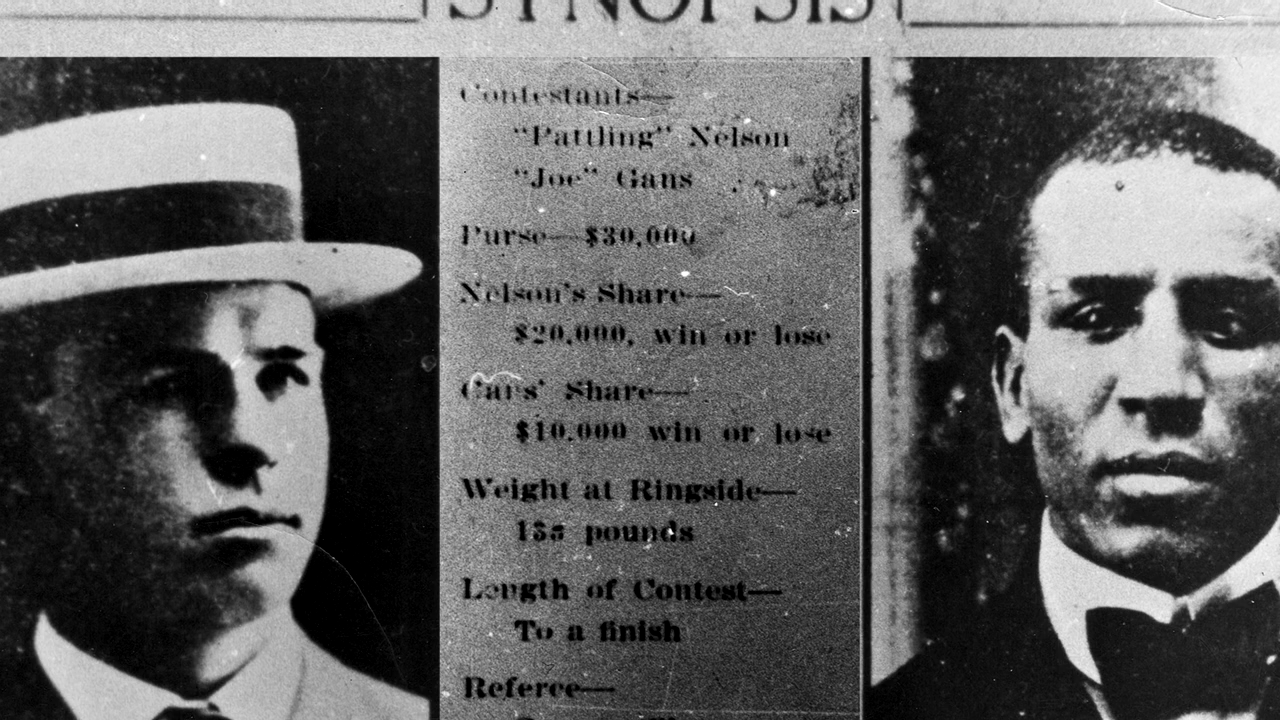 SYNOPSIS
Contestants—
"Battling" Nelson
"Joe" Gans
Purse—$30,000
Nelson's Share—
$20,000, win or lose
Gans' Share—
$10,000 win or lose
Weight at Ringside—
133 pounds
Length of Contest—
To a finish
Referee—